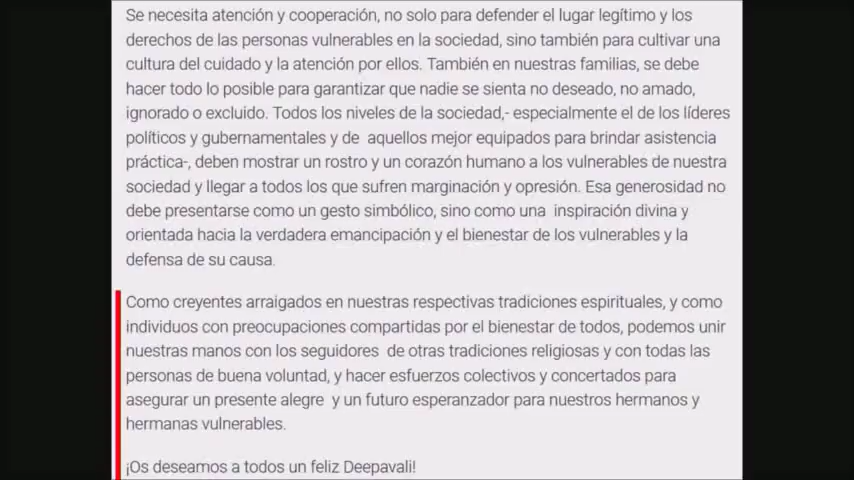 Se necesita atención y cooperación, no solo para defender el lugar legítimo y los
derechos de las personas vulnerables en la sociedad, sino también para cultivar una
cultura del cuidado y la atención por ellos. También en nuestras familias, se debe
hacer todo lo posible para garantizar que nadie se sienta no deseado, no amado,
ignorado o excluido. Todos los niveles de la sociedad,- especialmente el de los líderes
políticos y gubernamentales y de aquellos mejor equipados para brindar asistencia
práctica-, deben mostrar un rostro y un corazón humano a los vulnerables de nuestra
sociedad y llegar a todos los que sufren marginación y opresión. Esa generosidad no
debe presentarse como un gesto simbólico, sino como una inspiración divina y
orientada hacia la verdadera emancipación y el bienestar de los vulnerables y la
defensa de su causa.
Como creyentes arraigados en nuestras respectivas tradiciones espirituales, y como
individuos con preocupaciones compartidas por el bienestar de todos, podemos unir
nuestras manos con los seguidores de otras tradiciones religiosas y con todas las
personas de buena voluntad, y hacer esfuerzos colectivos y concertados para
asegurar un presente alegre y un futuro esperanzador para nuestros hermanos y
hermanas vulnerables.
¡Os deseamos a todos un feliz Deepavali!